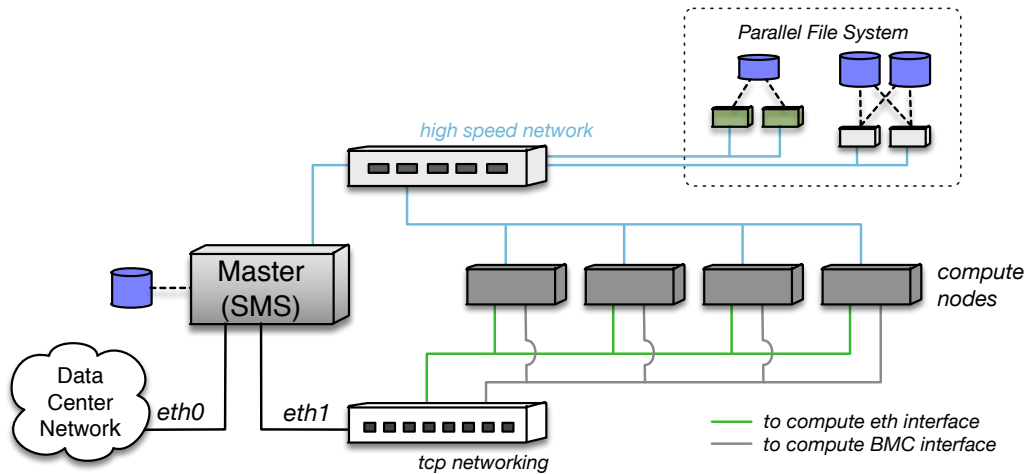 Parallel File System
high speed network
Master
(SMS)
compute
nodes
Data
Center
Network
eth0
eth1
to compute eth interface
to compute BMC interface
tcp networking